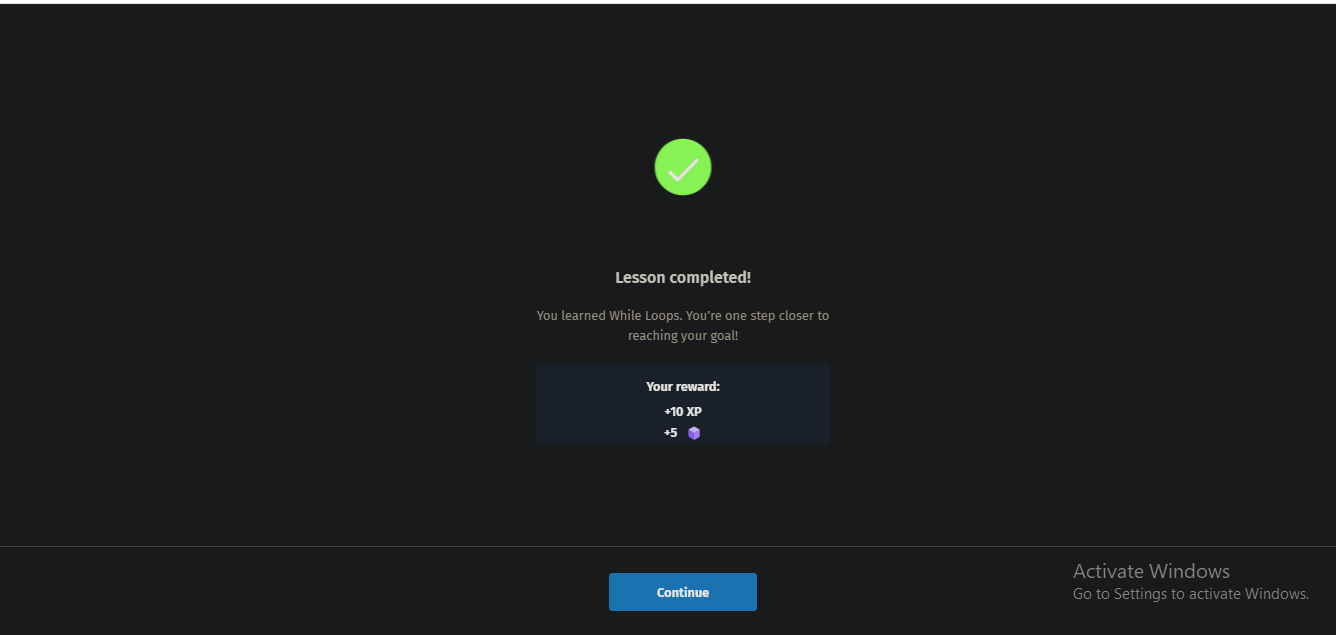 Lesson completed!
You learned While Loops. You're one step closer to
reaching your goal!
Your reward:
+10 XP
+5
Continue
Activate Windows
Go to Settings to activate Windows.